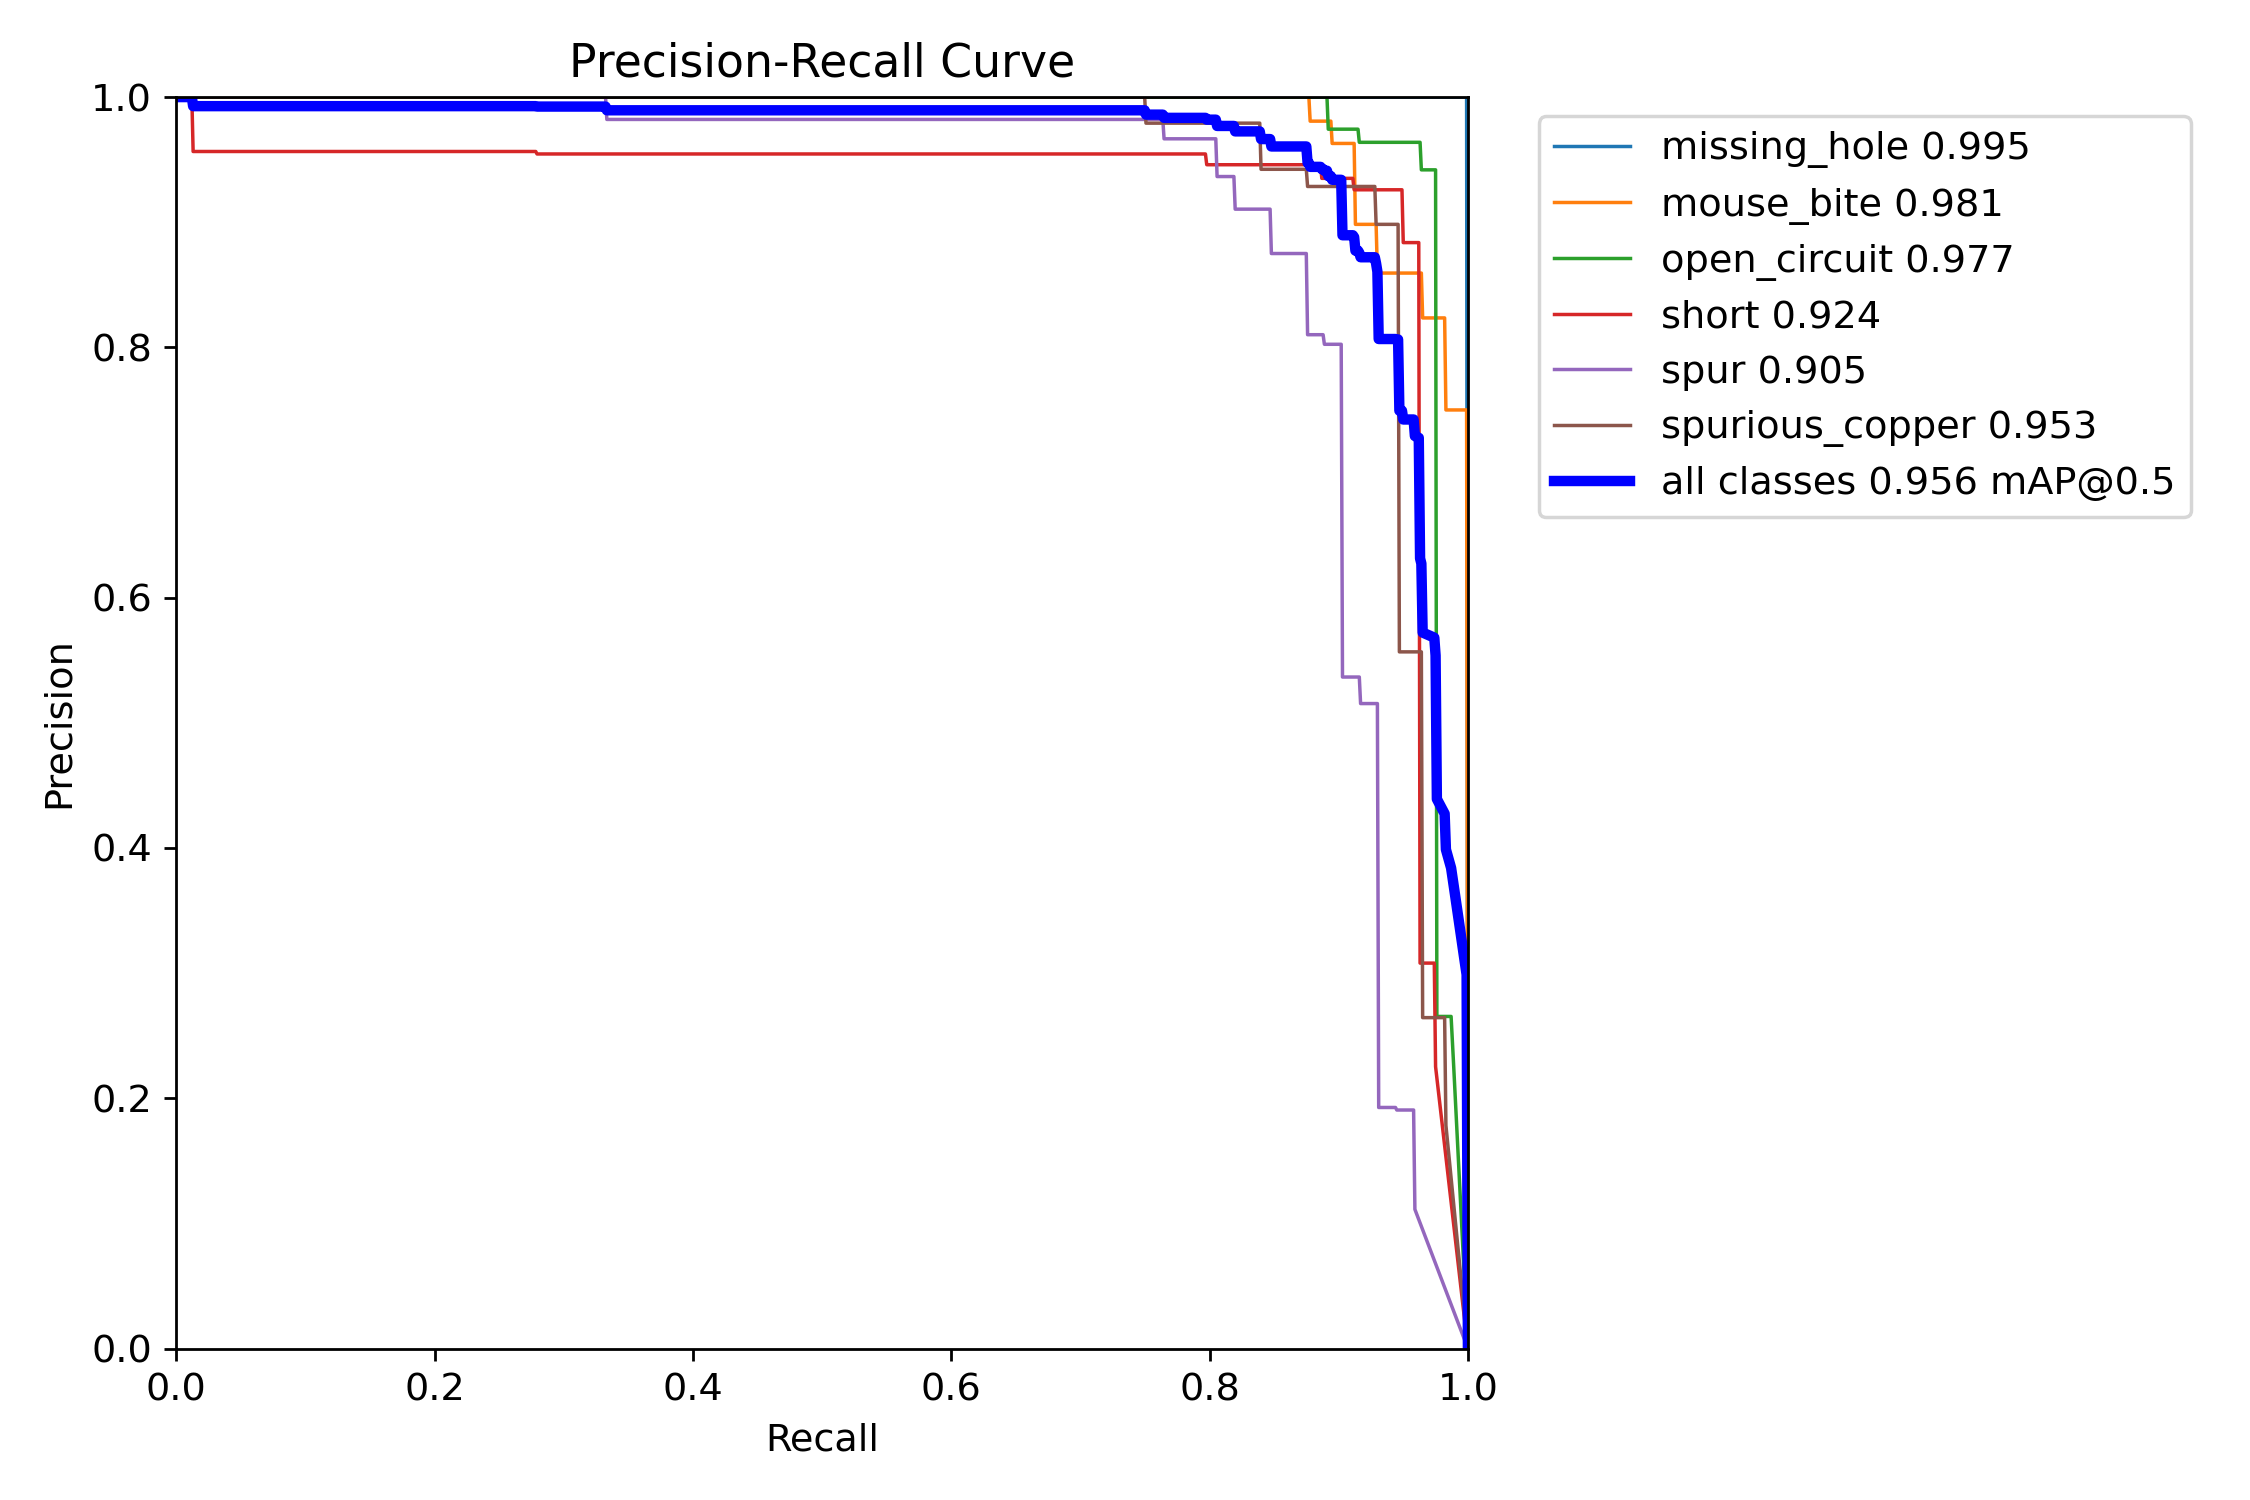 Precision-Recall Curve
1.0
0.8
0.6
0.4
0.2
0.0
Precision
0.0 0.2 0.4 0.6 0.8 1.0
Recall
missing_hole 0.995
mouse_bite 0.981
open_circuit 0.977
short 0.924
spur 0.905
spurious_copper 0.953
all classes 0.956 mAP@0.5